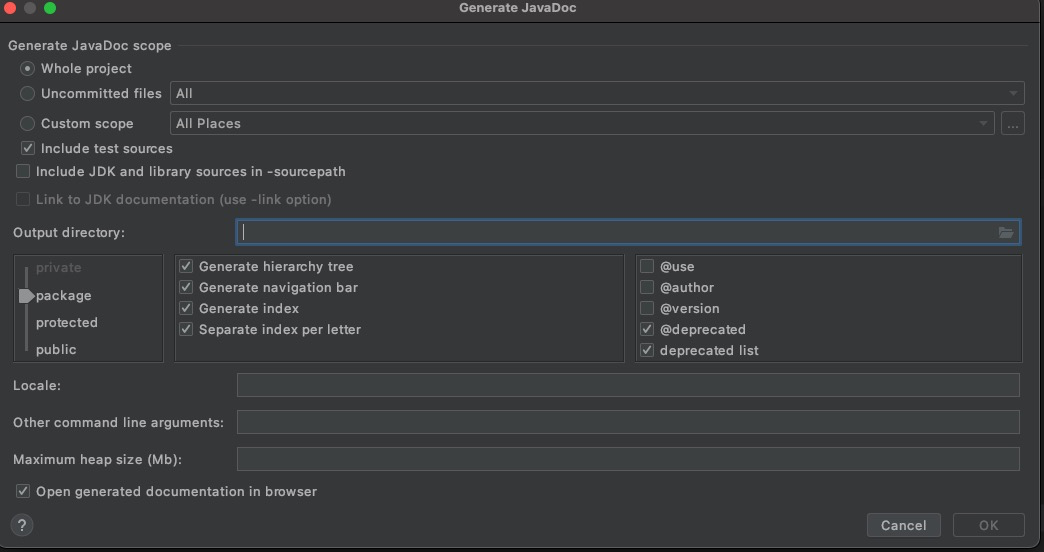 Generate JavaDoc
Generate JavaDoc scope
Whole project
Uncommitted files All
Custom scope All Places ...
Include test sources
Include JDK and library sources in -sourcepath
Link to JDK documentation (use -link option)
Output directory:
private
package
protected
public
Generate hierarchy tree
Generate navigation bar
Generate index
Separate index per letter
@use
@author
@version
@deprecated
deprecated list
Locale:
Other command line arguments:
Maximum heap size (Mb):
Open generated documentation in browser
? Cancel OK